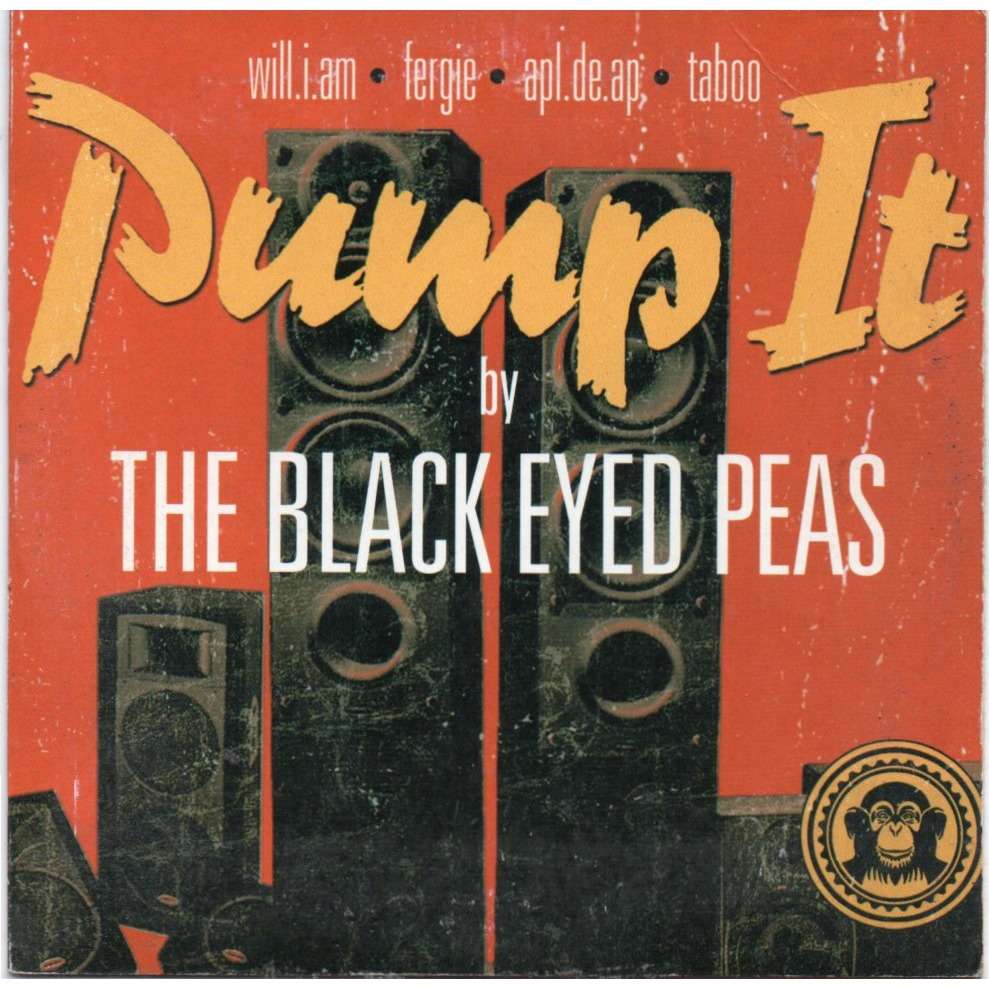 will.i.am • fergie • apl.de.ap, • taboo
Pump It
by
THE BLACK EYED PEAS